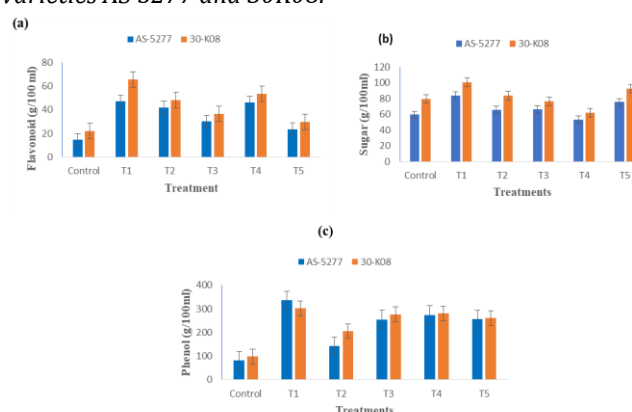 varieties AS-5277 and 30K08.
(a)
AS-5277 30-K08
80
60
40
20
0
Flavonoid (g/100 ml)
Control T1 T2 T3 T4 T5
Treatment
(b)
AS-5277 30-K08
120
100
80
60
40
20
0
Sugar (g/100ml)
Control T1 T2 T3 T4 T5
Treatments
(c)
AS-5277 30-K08
400
300
200
100
0
Phenol (g/100ml)
Control T1 T2 T3 T4 T5
Treatments